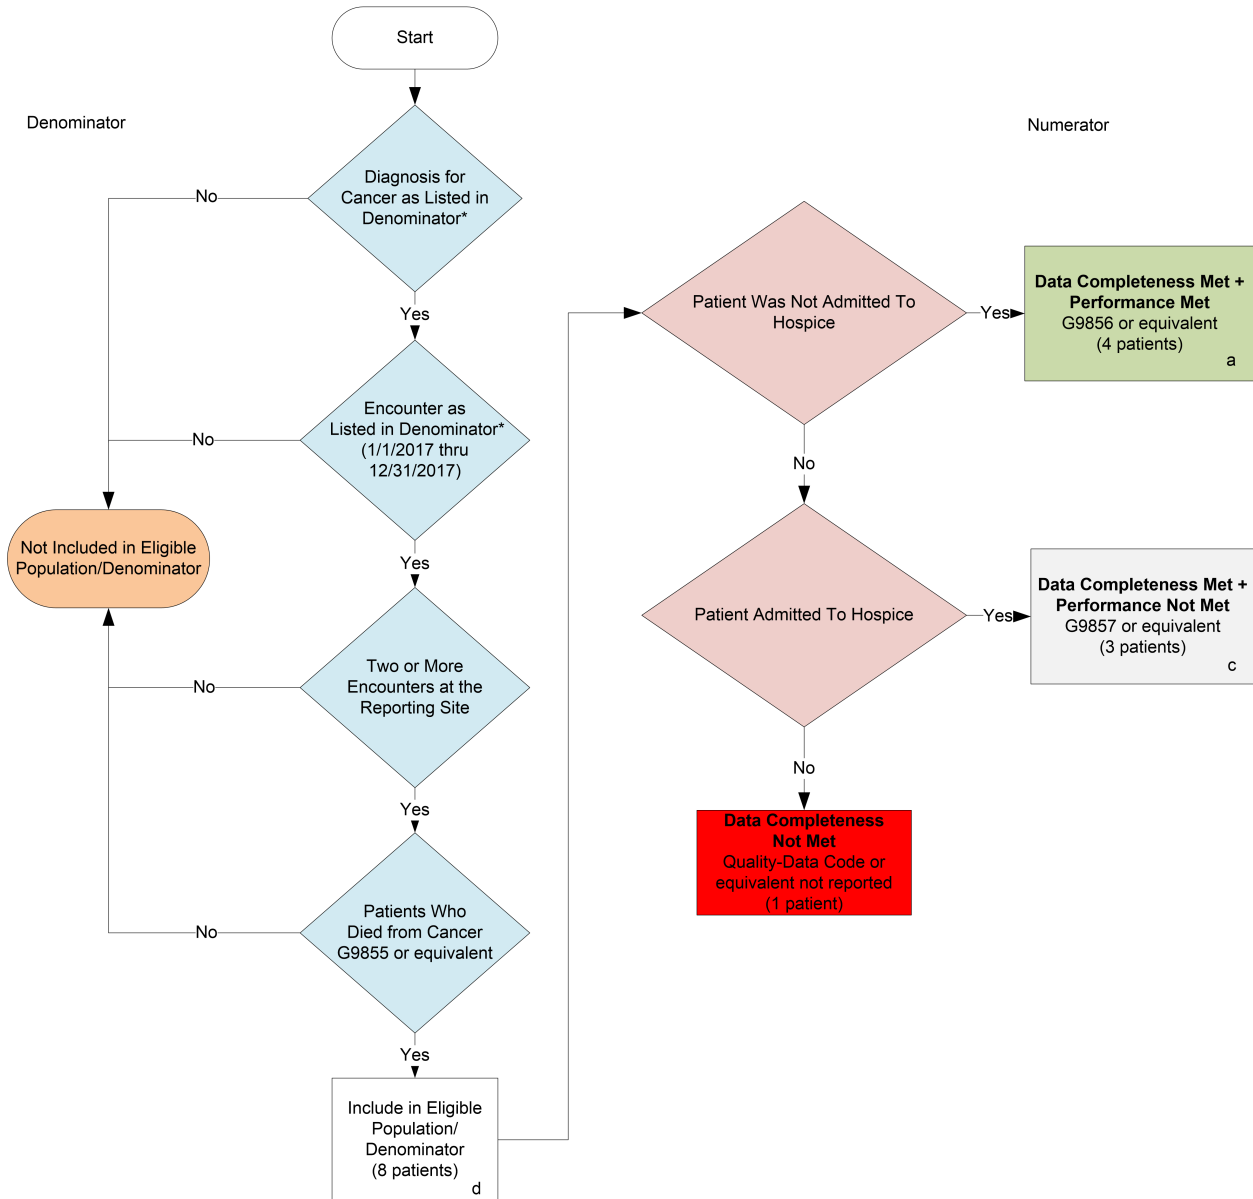 Start
Denominator
Numerator
Diagnosis for
Cancer as Listed in
Denominator*
No
Yes
Encounter as
Listed in Denominator*
(1/1/2017 thru
12/31/2017)
No
Yes
Not Included in Eligible
Population/Denominator
Two or More
Encounters at the
Reporting Site
No
Yes
Patients Who
Died from Cancer
G9855 or equivalent
No
Yes
Include in Eligible
Population/
Denominator
(8 patients)
d
Patient Was Not Admitted To
Hospice
Yes
Data Completeness Met +
Performance Met
G9856 or equivalent
(4 patients)
a
No
Patient Admitted To Hospice
Yes
Data Completeness Met +
Performance Not Met
G9857 or equivalent
(3 patients)
c
No
Data Completeness
Not Met
Quality-Data Code or
equivalent not reported
(1 patient)